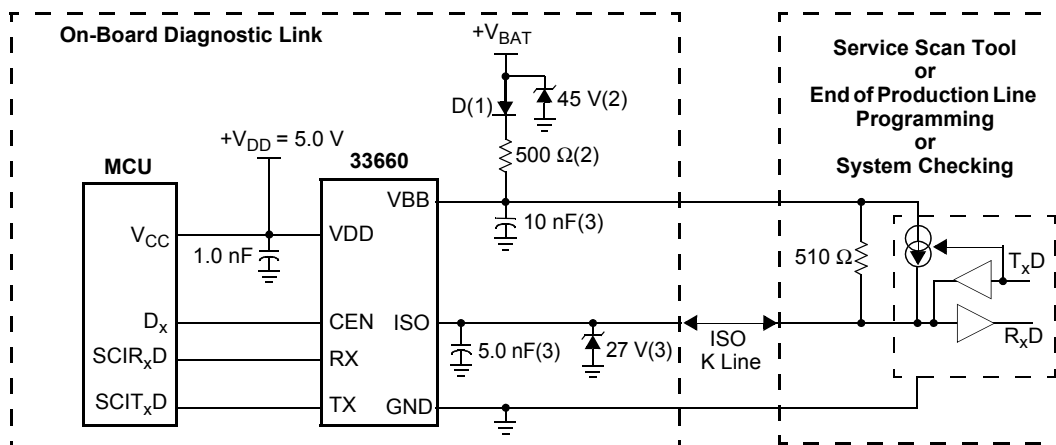 On-Board Diagnostic Link
+VBAT
D(1)
45 V(2)
500 Ω(2)
+VDD = 5.0 V
MCU
33660
VBB
10 nF(3)
VCC
1.0 nF
VDD
Dx
CEN
ISO
SCIRxD
RX
5.0 nF(3)
27 V(3)
SCITxD
TX
GND
ISO
K Line
Service Scan Tool
or
End of Production Line
Programming
or
System Checking
510 Ω
TxD
RxD